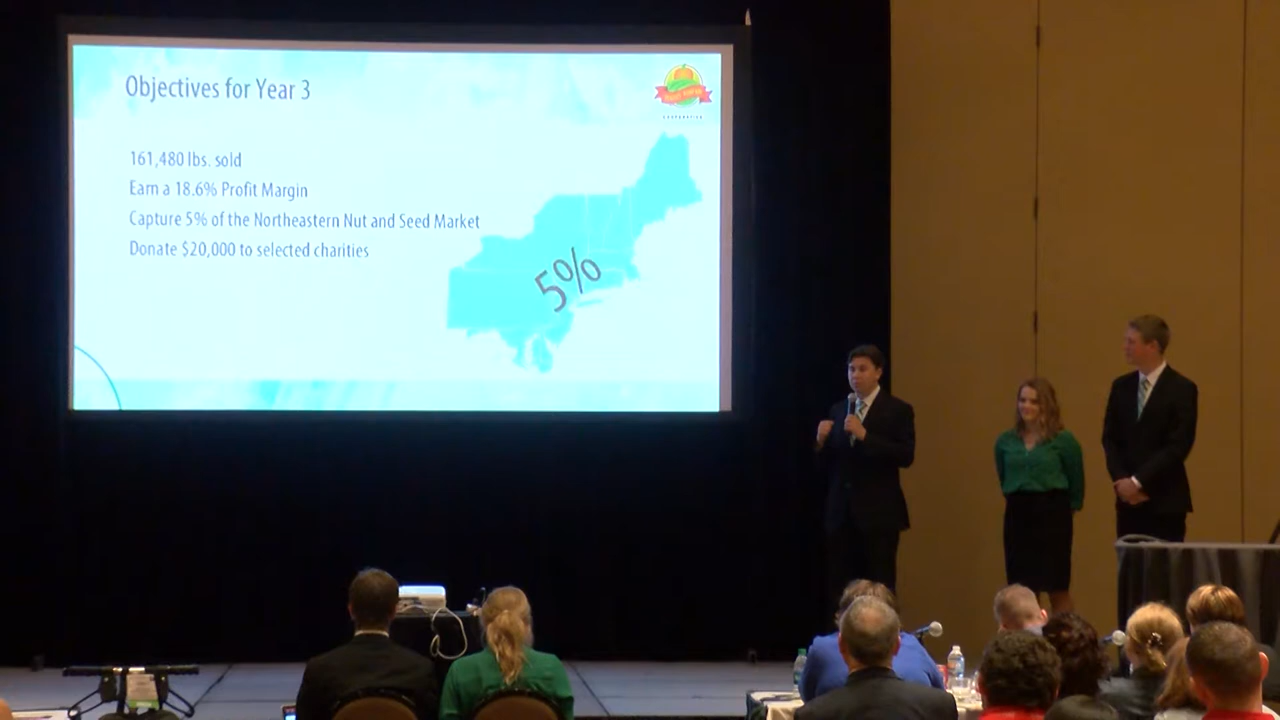 Objectives for Year 3
161,480 lbs. sold
Earn a 18.6% Profit Margin
Capture 5% of the Northeastern Nut and Seed Market
Donate $20,000 to selected charities
5%
COOPERATIVE